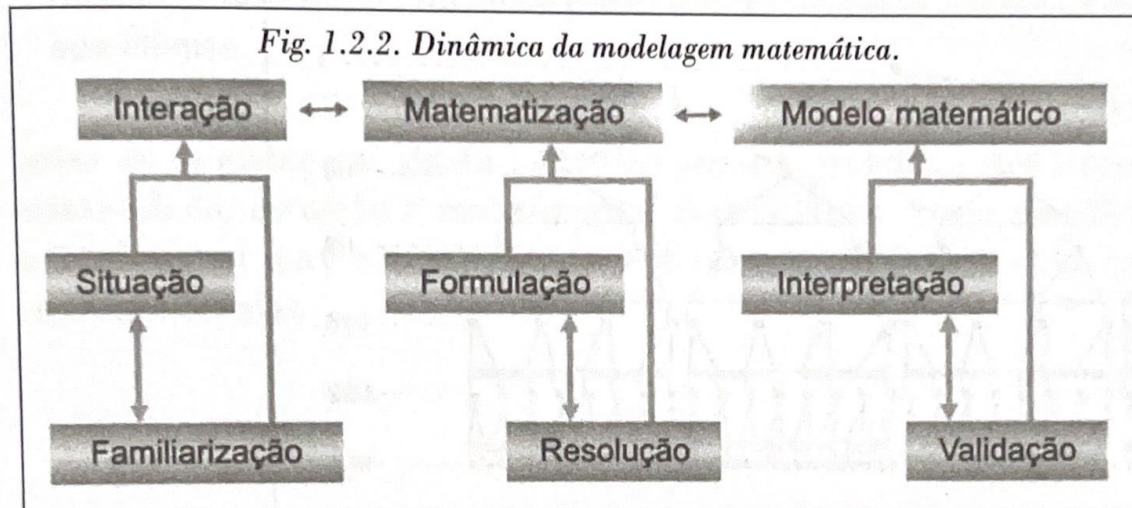 Fig. 1.2.2. Dinâmica da modelagem matemática.
Interação Matematização Modelo matemático
Situação Formulação Interpretação
Familiarização Resolução Validação